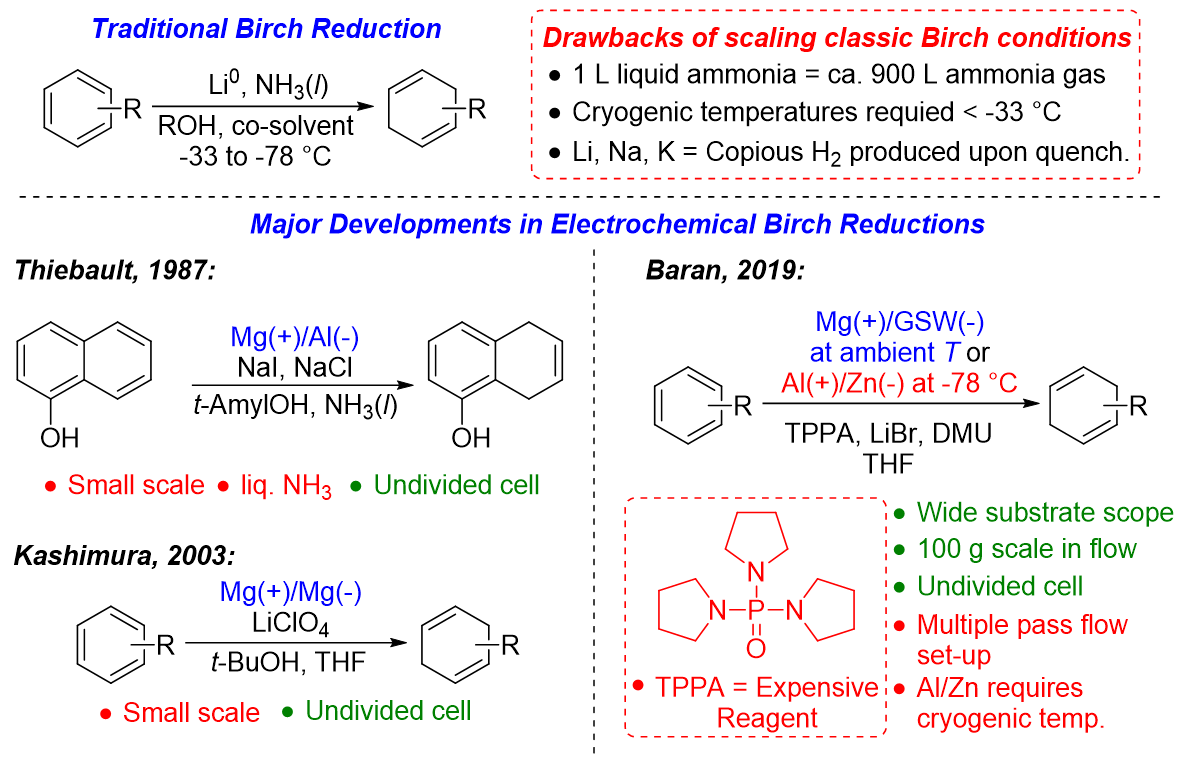 Traditional Birch Reduction
Li⁰, NH₃(l)
ROH, co-solvent
-33 to -78 °C
R
R
Drawbacks of scaling classic Birch conditions
● 1 L liquid ammonia = ca. 900 L ammonia gas
● Cryogenic temperatures requied < -33 °C
● Li, Na, K = Copious H₂ produced upon quench.
Major Developments in Electrochemical Birch Reductions
Thiebault, 1987:
Mg(+)/Al(-)
NaI, NaCl
t-AmylOH, NH₃(l)
OH
OH
● Small scale ● liq. NH₃ ● Undivided cell
Kashimura, 2003:
Mg(+)/Mg(-)
LiClO₄
t-BuOH, THF
R
R
● Small scale ● Undivided cell
Baran, 2019:
Mg(+)/GSW(-)
at ambient T or
Al(+)/Zn(-) at -78 °C
TPPA, LiBr, DMU
THF
R
R
N
N P N
O
● TPPA = Expensive
Reagent
● Wide substrate scope
● 100 g scale in flow
● Undivided cell
● Multiple pass flow
set-up
● Al/Zn requires
cryogenic temp.